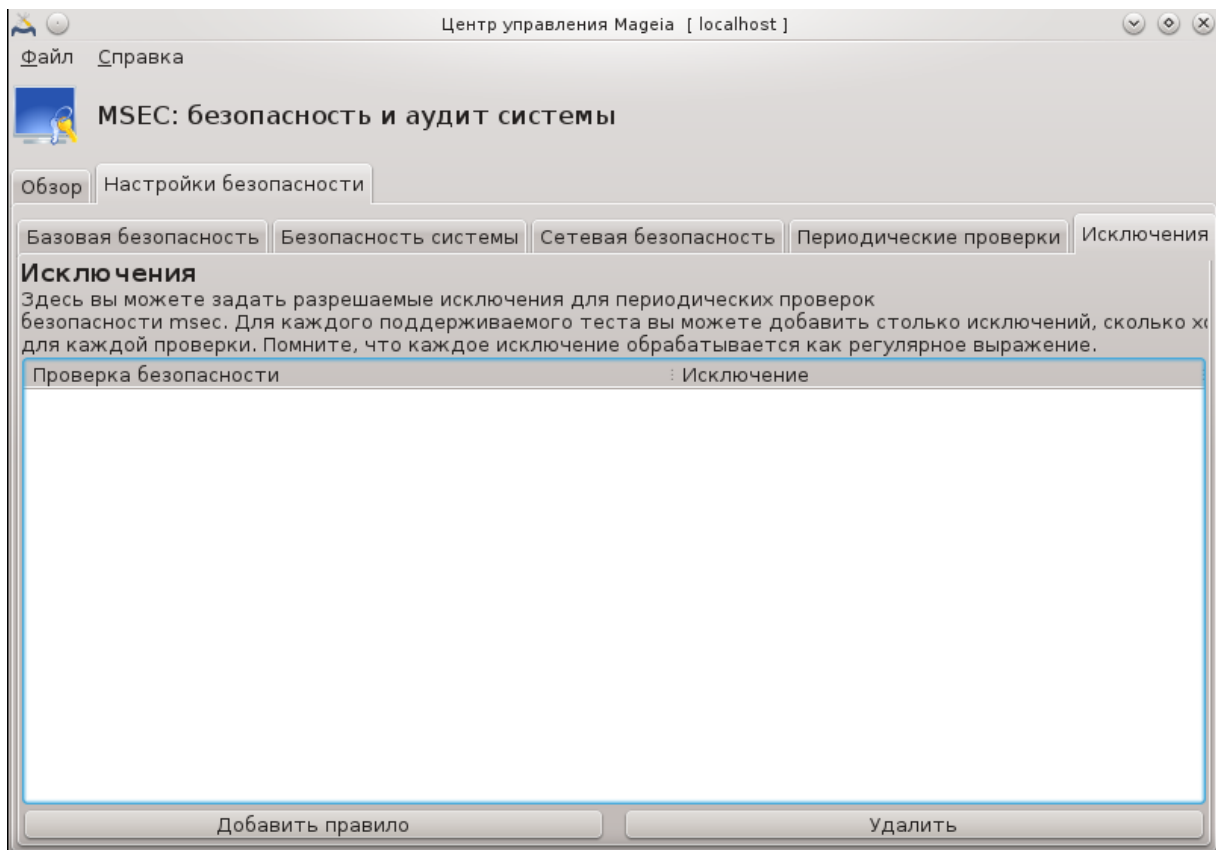 Центр управления Mageia [ localhost ]
Файл Справка
MSEC: безопасность и аудит системы
Обзор Настройки безопасности
Базовая безопасность Безопасность системы Сетевая безопасность Периодические проверки Исключения
Исключения
Здесь вы можете задать разрешаемые исключения для периодических проверок
безопасности msec. Для каждого поддерживаемого теста вы можете добавить столько исключений, сколько
для каждой проверки. Помните, что каждое исключение обрабатывается как регулярное выражение.
Проверка безопасности Исключение
Добавить правило Удалить